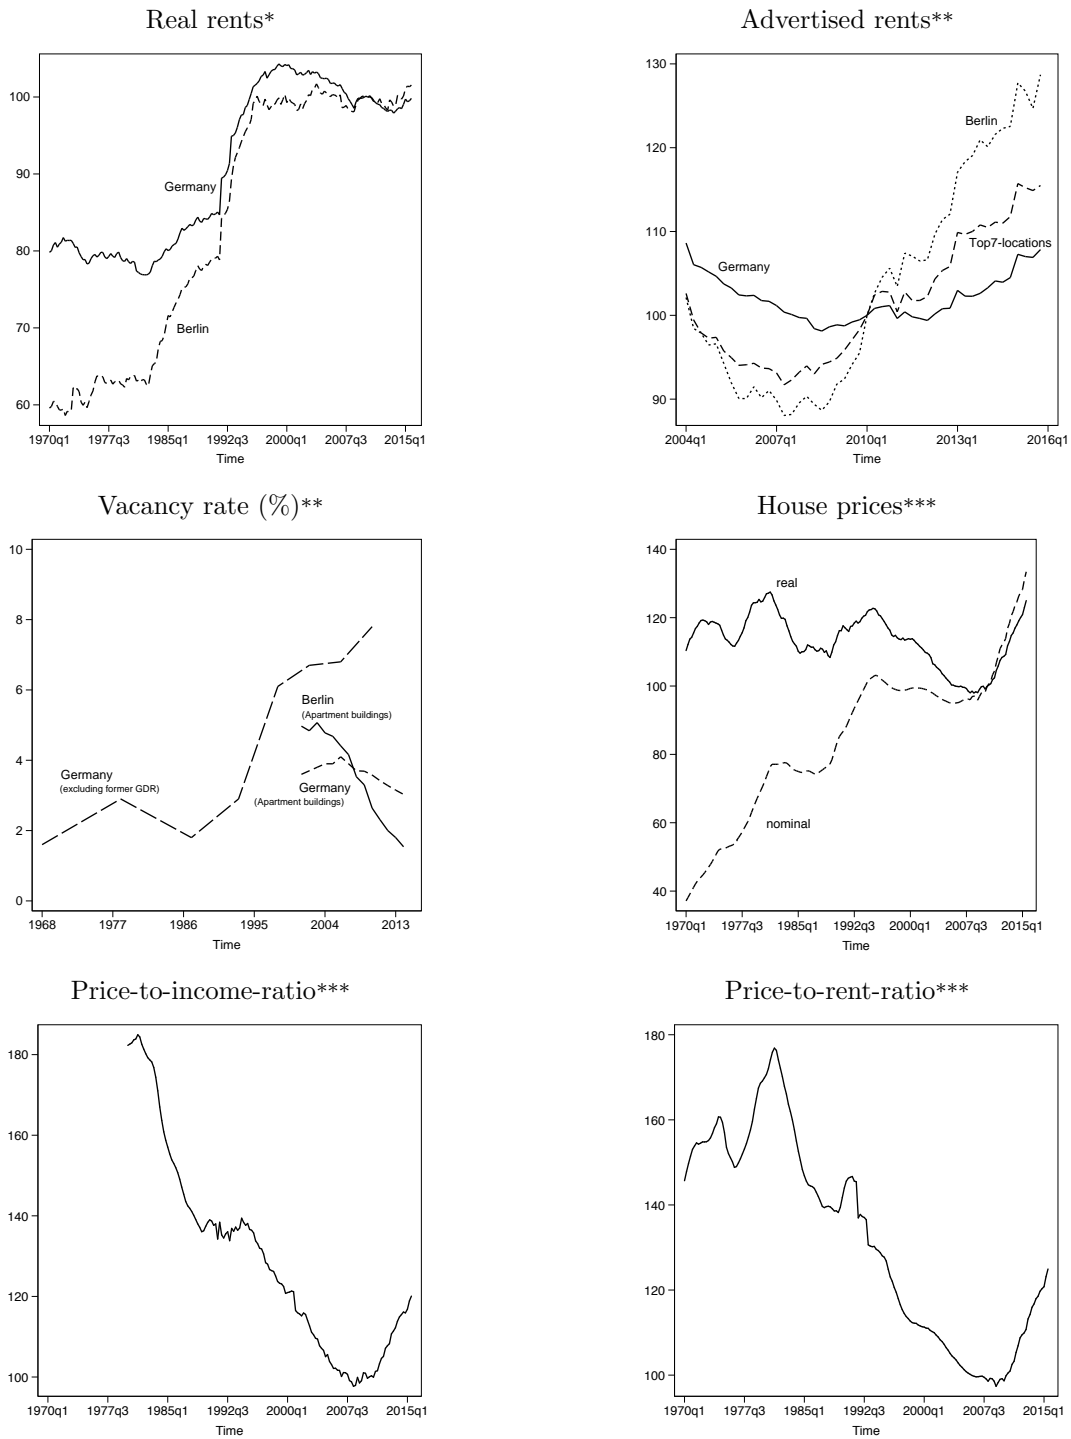 Real rents*
100
90
80
70
60
Germany
Berlin
1970q1 1977q3 1985q1 1992q3 2000q1 2007q3 2015q1
Time
Advertised rents**
130
120
110
100
90
Berlin
Top7-locations
Germany
2004q1 2007q1 2010q1 2013q1 2016q1
Time
Vacancy rate (%)**
10
8
6
4
2
0
Berlin
(Apartment buildings)
Germany
(excluding former GDR)
Germany
(Apartment buildings)
1968 1977 1986 1995 2004 2013
Time
House prices***
140
120
100
80
60
40
real
nominal
1970q1 1977q3 1985q1 1992q3 2000q1 2007q3 2015q1
Time
Price-to-income-ratio***
180
160
140
120
100
1970q1 1977q3 1985q1 1992q3 2000q1 2007q3 2015q1
Time
Price-to-rent-ratio***
180
160
140
120
100
1970q1 1977q3 1985q1 1992q3 2000q1 2007q3 2015q1
Time